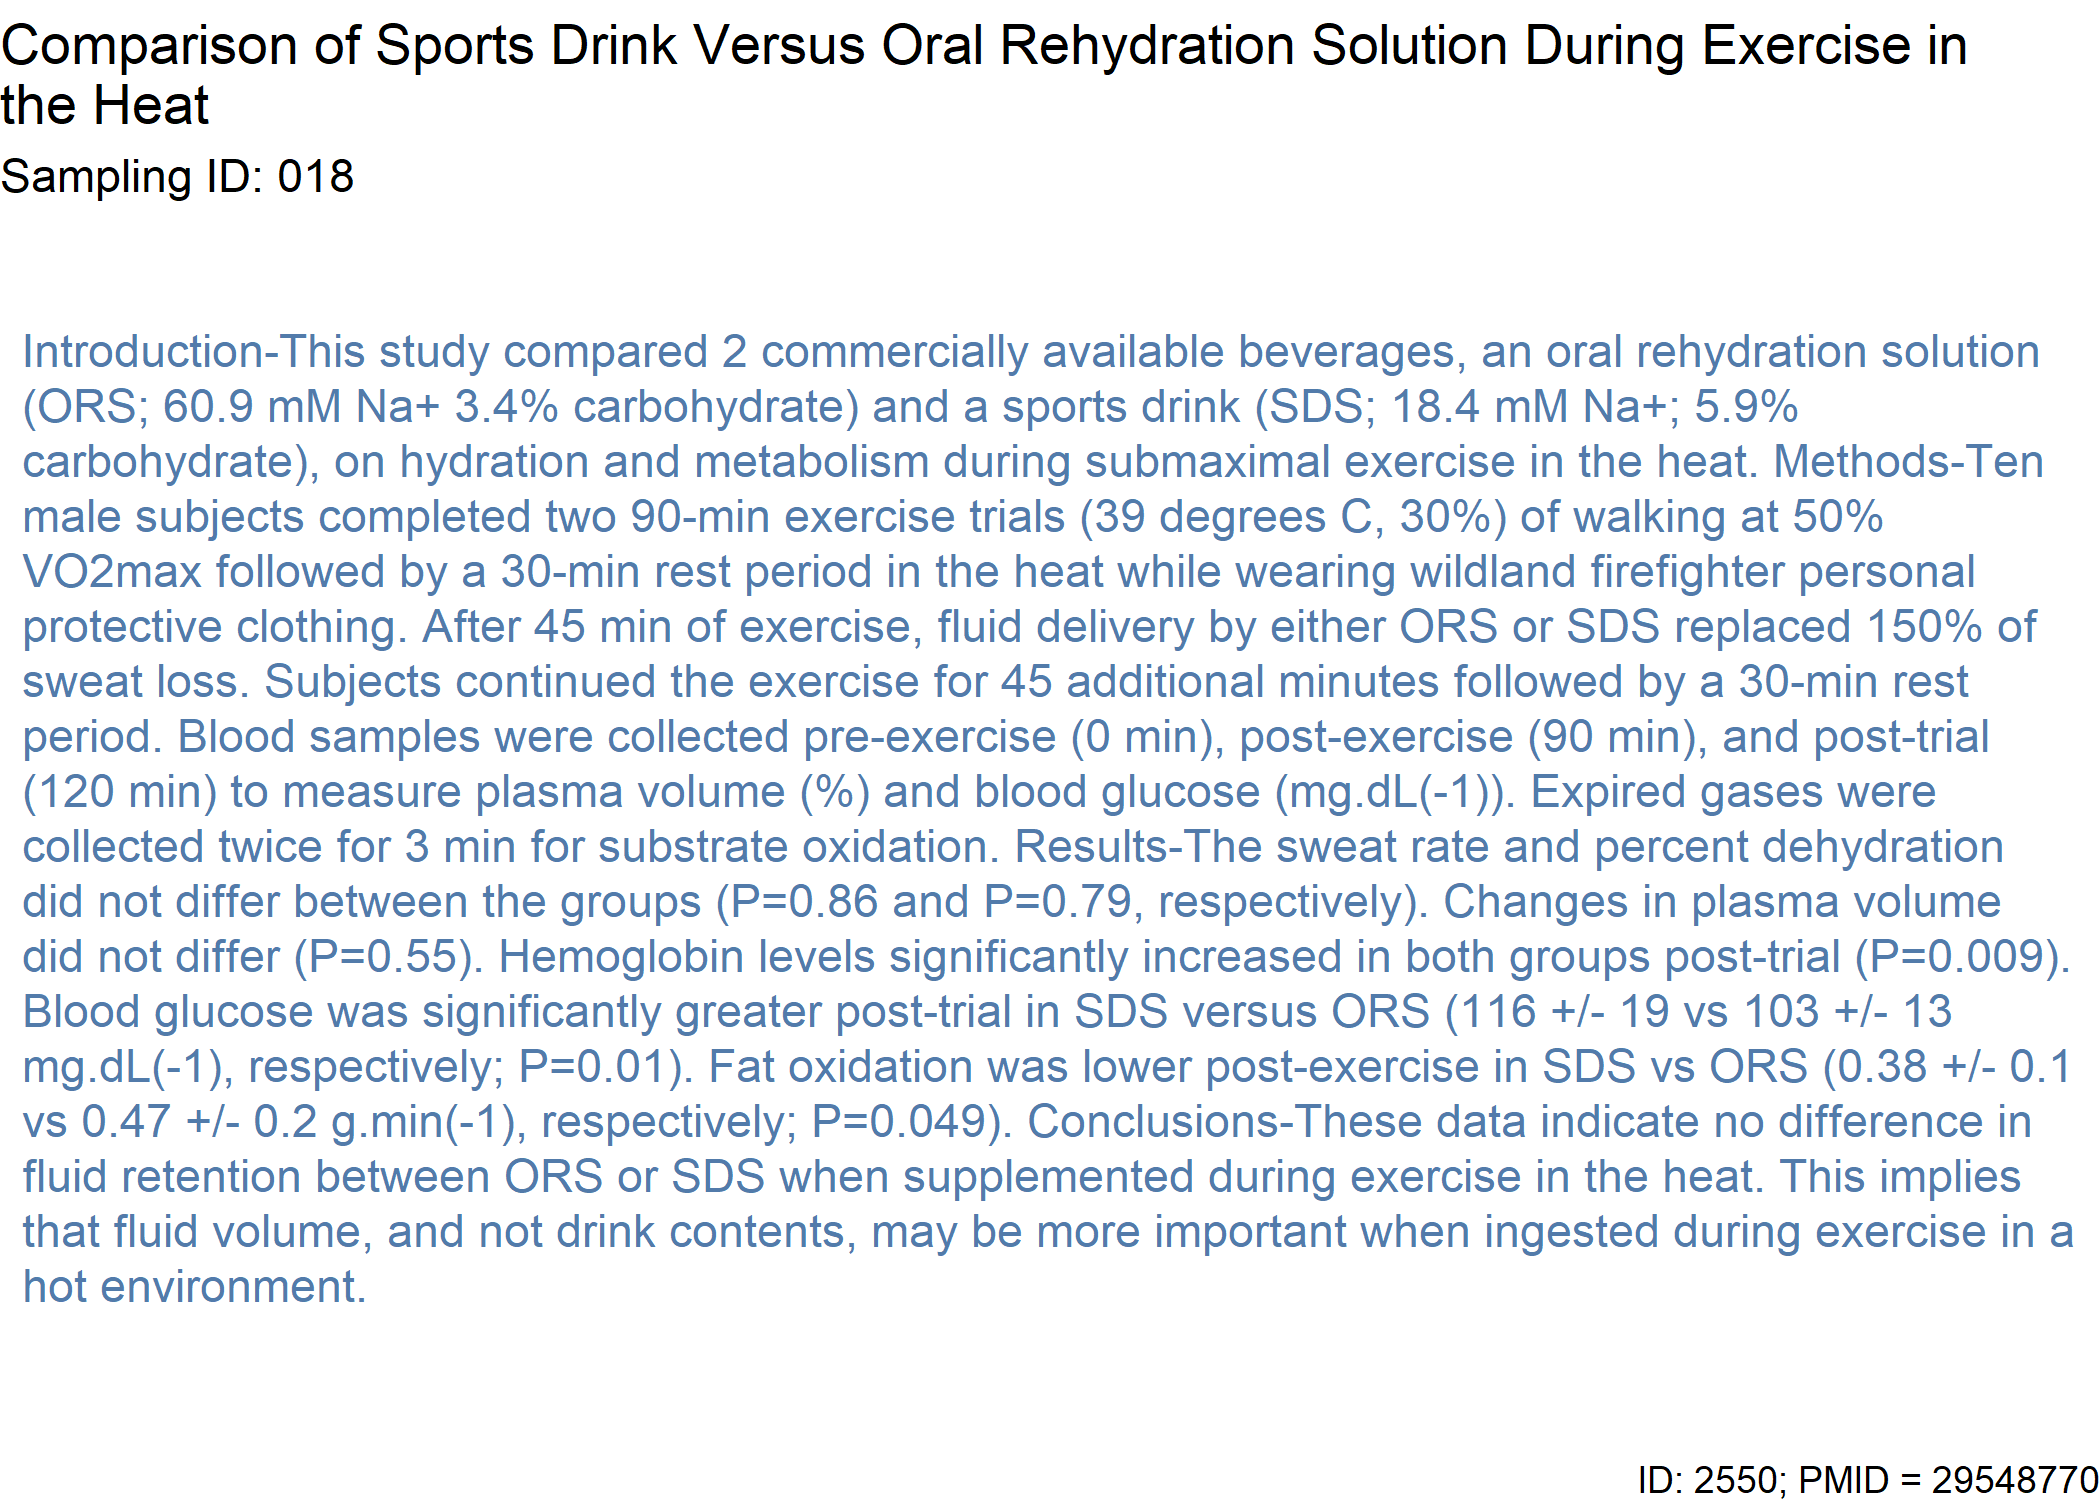 Comparison of Sports Drink Versus Oral Rehydration Solution During Exercise in
the Heat
Sampling ID: 018
Introduction-This study compared 2 commercially available beverages, an oral rehydration solution
(ORS; 60.9 mM Na+ 3.4% carbohydrate) and a sports drink (SDS; 18.4 mM Na+; 5.9%
carbohydrate), on hydration and metabolism during submaximal exercise in the heat. Methods-Ten
male subjects completed two 90-min exercise trials (39 degrees C, 30%) of walking at 50%
VO2max followed by a 30-min rest period in the heat while wearing wildland firefighter personal
protective clothing. After 45 min of exercise, fluid delivery by either ORS or SDS replaced 150% of
sweat loss. Subjects continued the exercise for 45 additional minutes followed by a 30-min rest
period. Blood samples were collected pre-exercise (0 min), post-exercise (90 min), and post-trial
(120 min) to measure plasma volume (%) and blood glucose (mg.dL(-1)). Expired gases were
collected twice for 3 min for substrate oxidation. Results-The sweat rate and percent dehydration
did not differ between the groups (P=0.86 and P=0.79, respectively). Changes in plasma volume
did not differ (P=0.55). Hemoglobin levels significantly increased in both groups post-trial (P=0.009).
Blood glucose was significantly greater post-trial in SDS versus ORS (116 +/- 19 vs 103 +/- 13
mg.dL(-1), respectively; P=0.01). Fat oxidation was lower post-exercise in SDS vs ORS (0.38 +/- 0.1
vs 0.47 +/- 0.2 g.min(-1), respectively; P=0.049). Conclusions-These data indicate no difference in
fluid retention between ORS or SDS when supplemented during exercise in the heat. This implies
that fluid volume, and not drink contents, may be more important when ingested during exercise in a
hot environment.
ID: 2550; PMID = 29548770